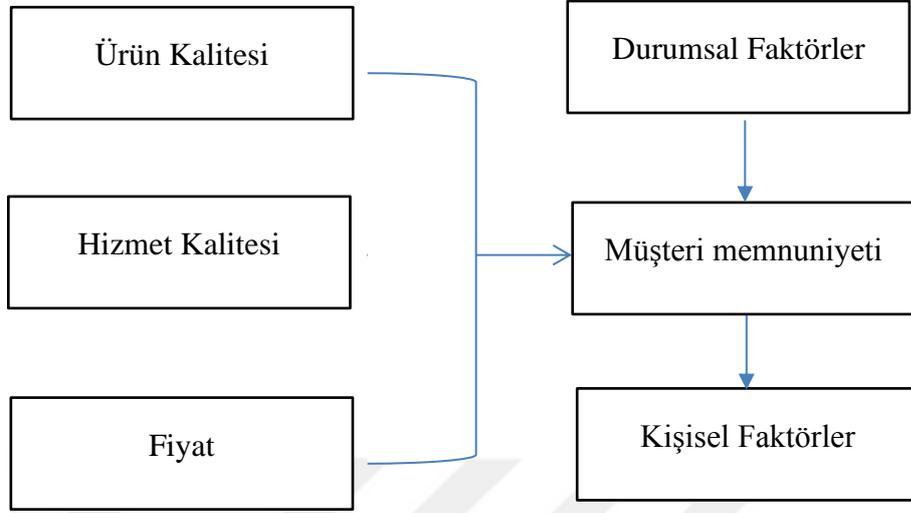 Ürün Kalitesi
Durumsal Faktörler
Hizmet Kalitesi
Müşteri memnuniyeti
Fiyat
Kişisel Faktörler